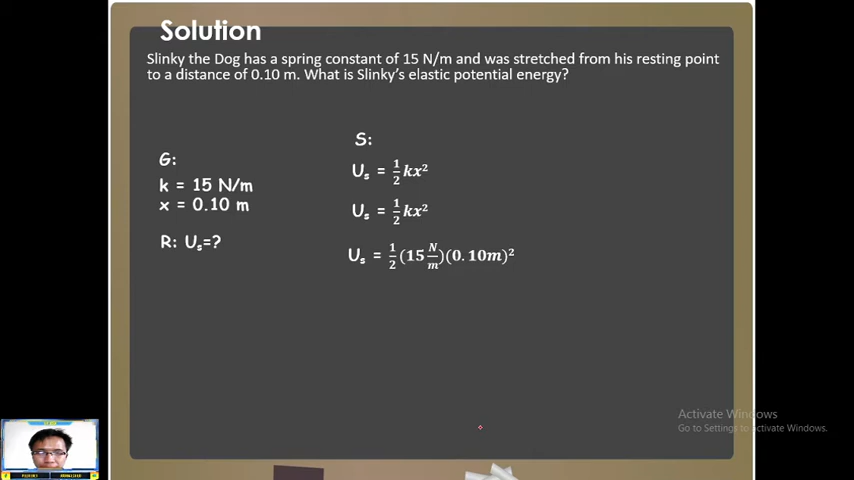 Solution
Slinky the Dog has a spring constant of 15 N/m and was stretched from his resting point
to a distance of 0.10 m. What is Slinky's elastic potential energy?
G:
k = 15 N/m
x = 0.10 m
R: Uₛ=?
S:
Uₛ = ½kx²
Uₛ = ½kx²
Uₛ = ½(15 N/m)(0.10m)²
Activate Windows
Go to Settings to Activate Windows.